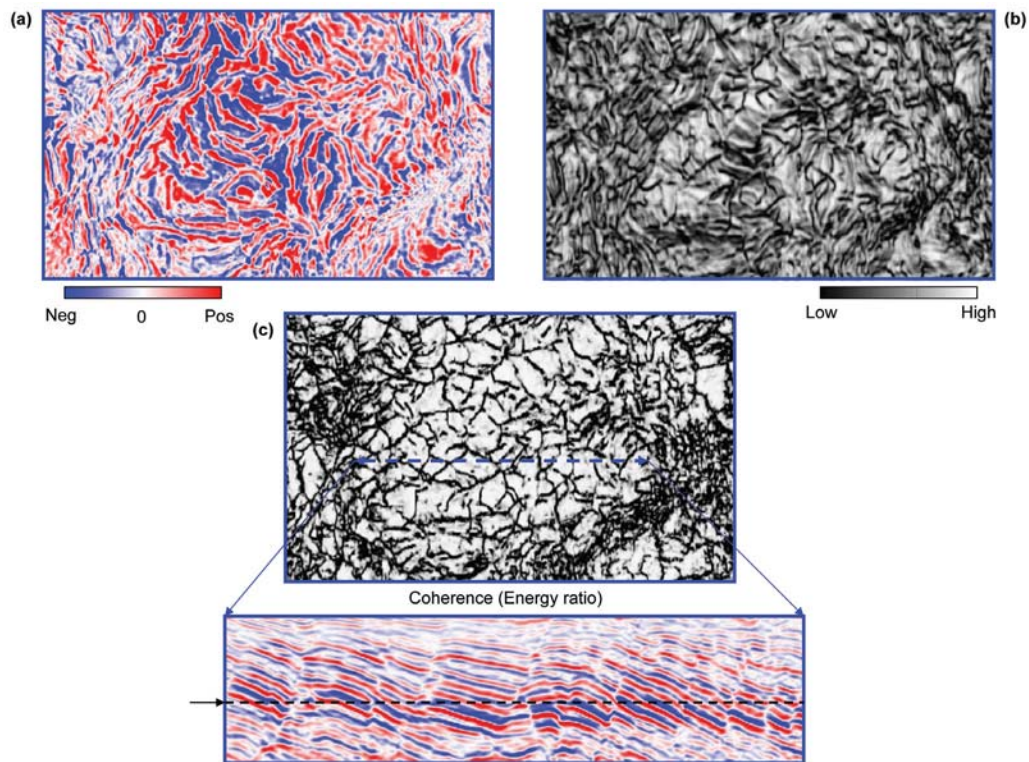 (a)
(b)
Neg 0 Pos
Low High
(c)
Coherence (Energy ratio)